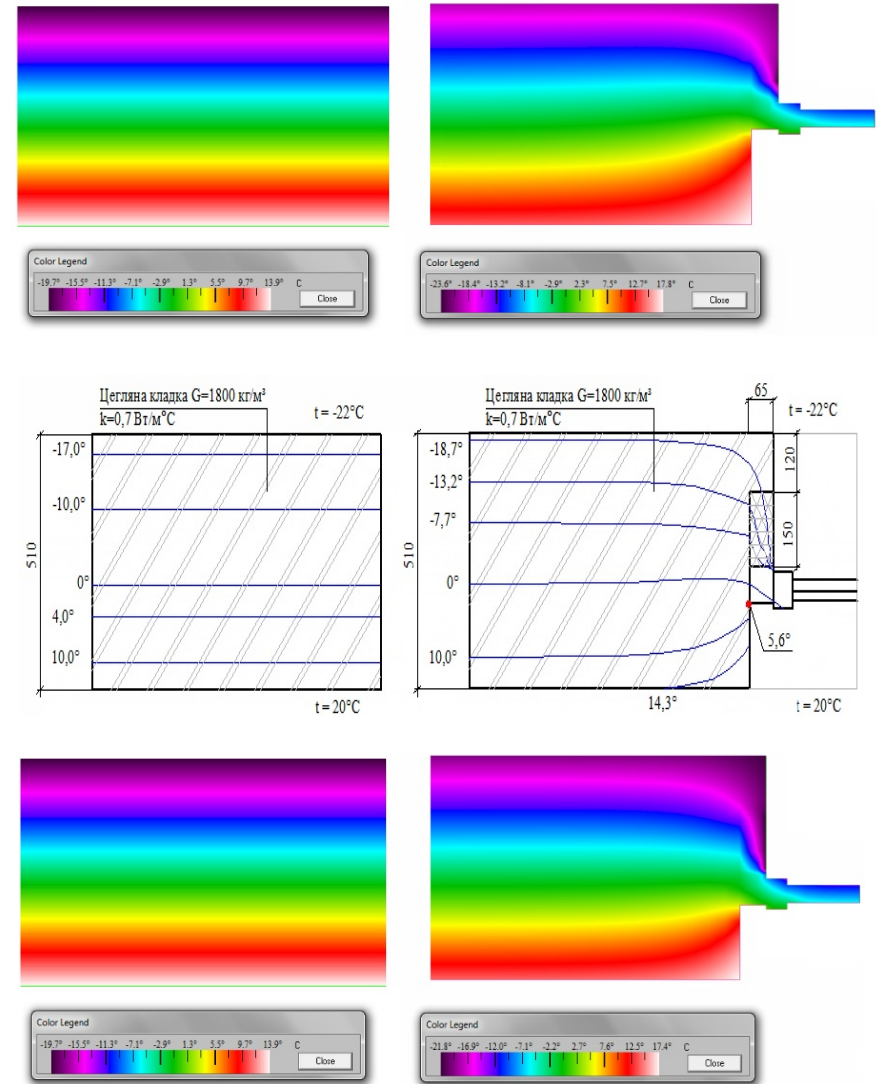 Color Legend
-19.7° -15.5° -11.3° -7.1° -2.9° 1.3° 5.5° 9.7° 13.9° C
Close
Color Legend
-23.6° -18.4° -13.2° -8.1° -2.9° 2.3° 7.5° 12.7° 17.8° C
Close
Цегляна кладка G=1800 кг/м³
k=0,7 Вт/м°С
t = -22°C
-17,0°
-10,0°
0°
4,0°
10,0°
510
t = 20°C
Цегляна кладка G=1800 кг/м³
k=0,7 Вт/м°С
65
t = -22°C
-18,7°
-13,2°
-7,7°
0°
10,0°
510
120
150
5,6°
14,3°
t = 20°C
Color Legend
-19.7° -15.5° -11.3° -7.1° -2.9° 1.3° 5.5° 9.7° 13.9° C
Close
Color Legend
-21.8° -16.9° -12.0° -7.1° -2.2° 2.7° 7.6° 12.5° 17.4° C
Close